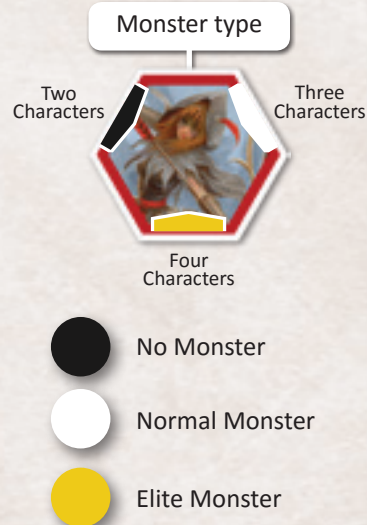 Monster type
Two
Characters
Three
Characters
Four
Characters
No Monster
Normal Monster
Elite Monster